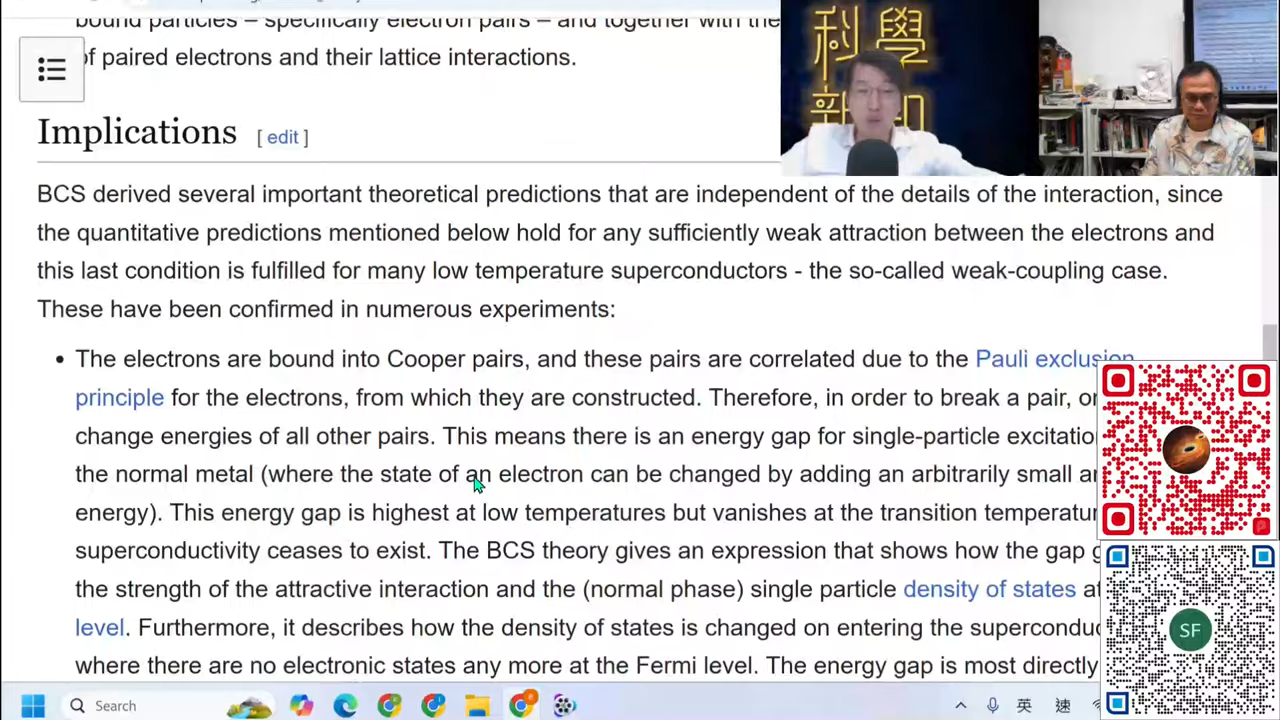 bound particles – specifically electron pairs – and together with the
of paired electrons and their lattice interactions.
Implications [ edit ]
BCS derived several important theoretical predictions that are independent of the details of the interaction, since
the quantitative predictions mentioned below hold for any sufficiently weak attraction between the electrons and
this last condition is fulfilled for many low temperature superconductors - the so-called weak-coupling case.
These have been confirmed in numerous experiments:
• The electrons are bound into Cooper pairs, and these pairs are correlated due to the Pauli exclusion
principle for the electrons, from which they are constructed. Therefore, in order to break a pair,
change energies of all other pairs. This means there is an energy gap for single-particle
the normal metal (where the state of an electron can be changed by adding an arbitrarily small
energy). This energy gap is highest at low temperatures but vanishes at the transition
superconductivity ceases to exist. The BCS theory gives an expression that shows how the gap
the strength of the attractive interaction and the (normal phase) single particle density of states
level. Furthermore, it describes how the density of states is changed on entering the
where there are no electronic states any more at the Fermi level. The energy gap is most directly
科學
新知
SF
Search
英 速